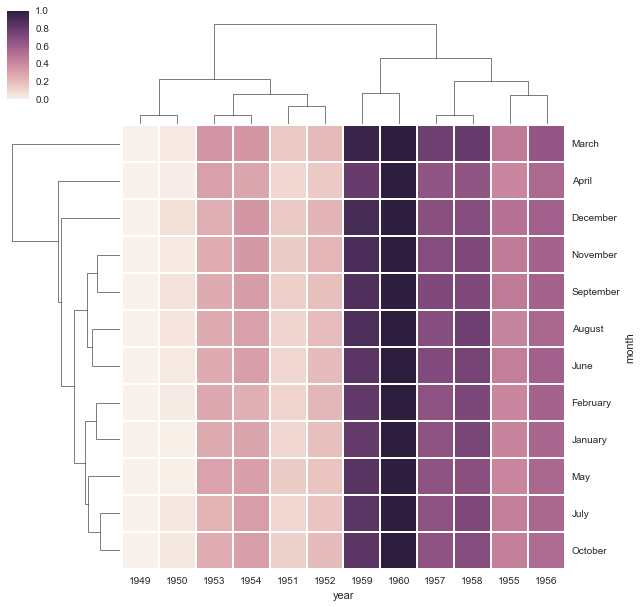 1.0
0.8
0.6
0.4
0.2
0.0
March
April
December
November
September
August
June
February
January
May
July
October
month
1949 1950 1953 1954 1951 1952 1959 1960 1957 1958 1955 1956
year